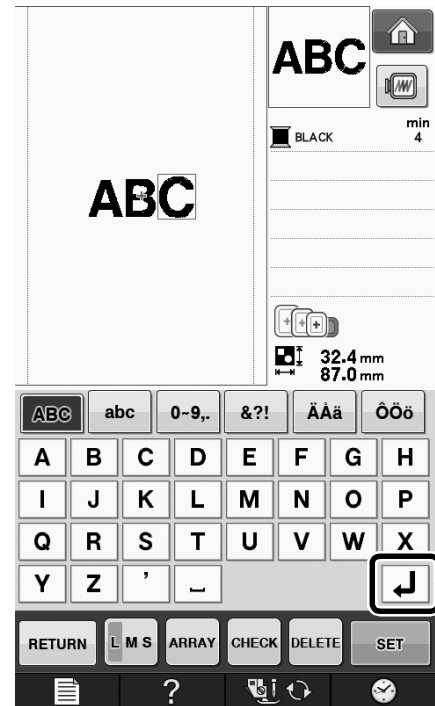 ABC
BLACK
min
4
ABC
32.4 mm
87.0 mm
ABC abc 0~9,. &?! ÄÅä ÔÖö
A B C D E F G H
I J K L M N O P
Q R S T U V W X
Y Z ’ ⎵ ↵
RETURN L M S ARRAY CHECK DELETE SET
?